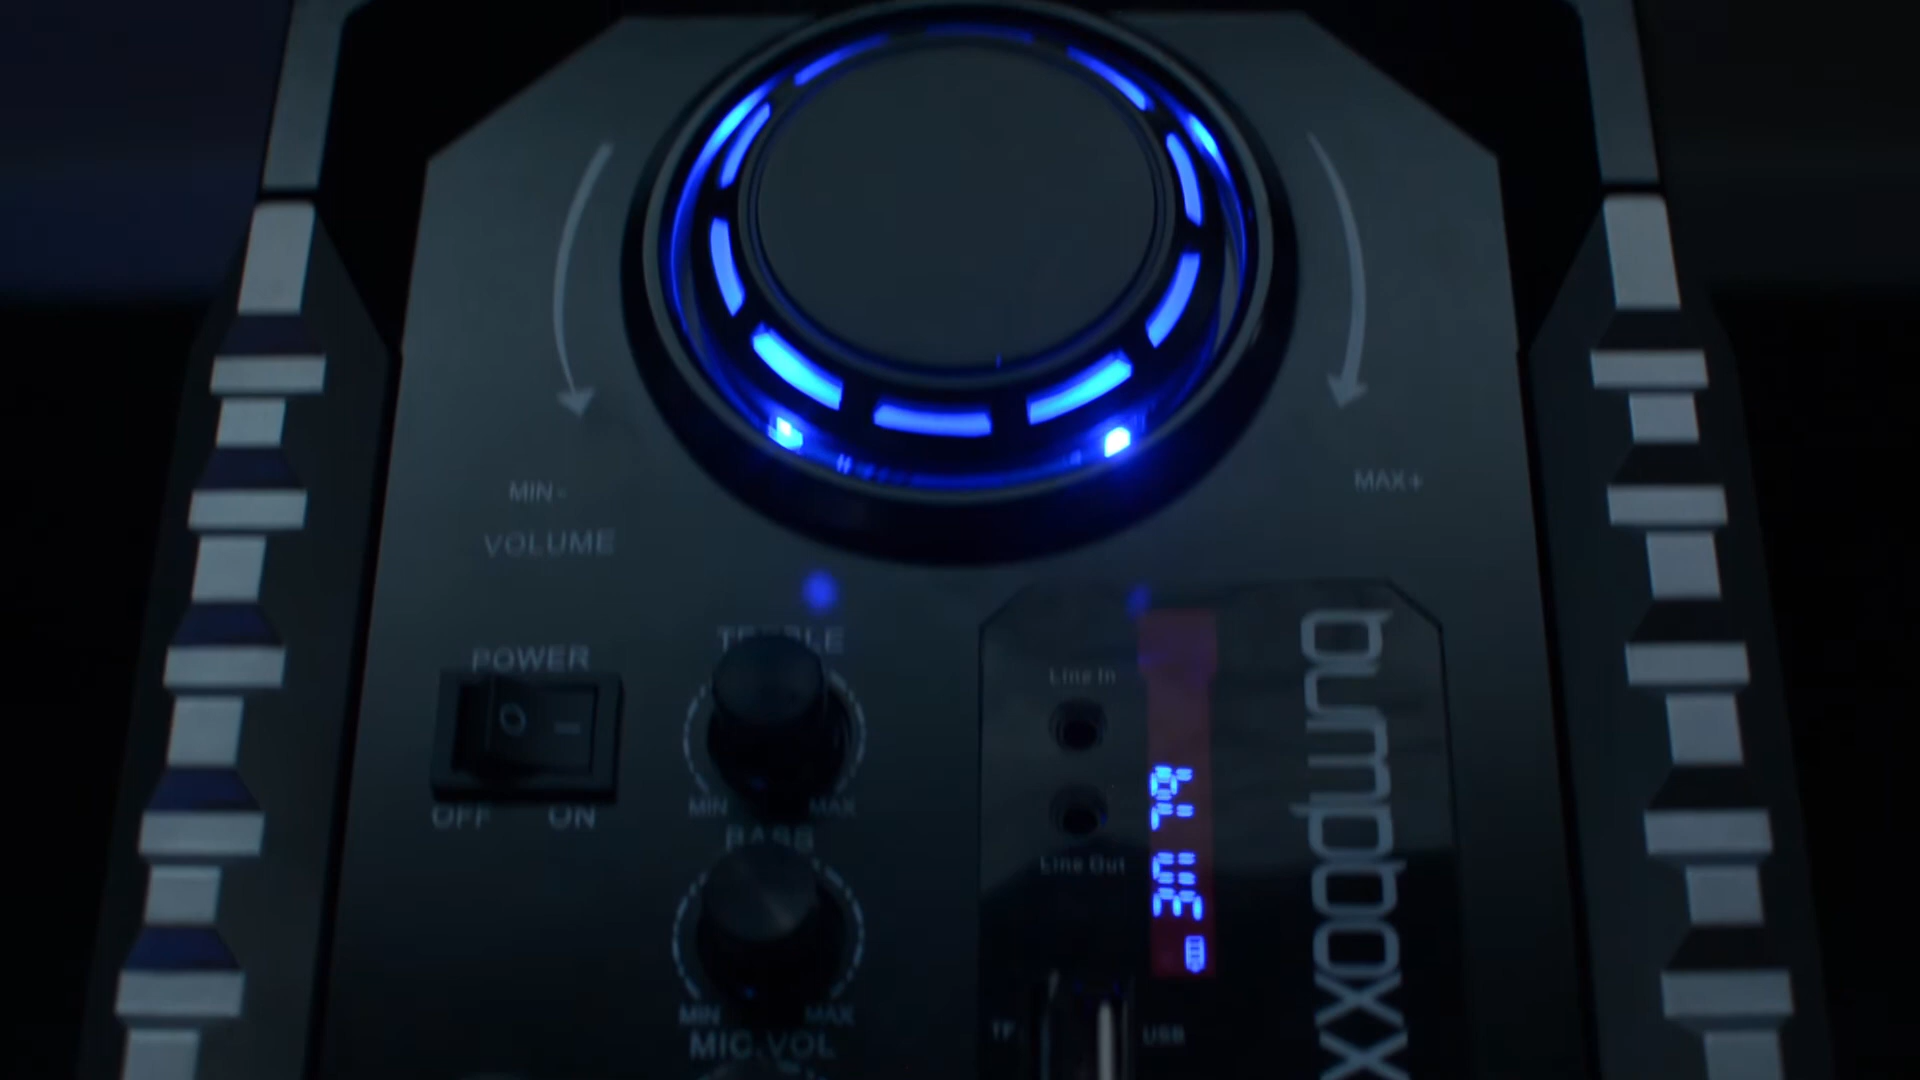 MIN-
MAX+
VOLUME
POWER
TREBLE
Line In
OFF
ON
MIN
MAX
BASS
Line Out
bLUE
bumpboxx
MIN
MAX
MIC.VOL
TF
USB